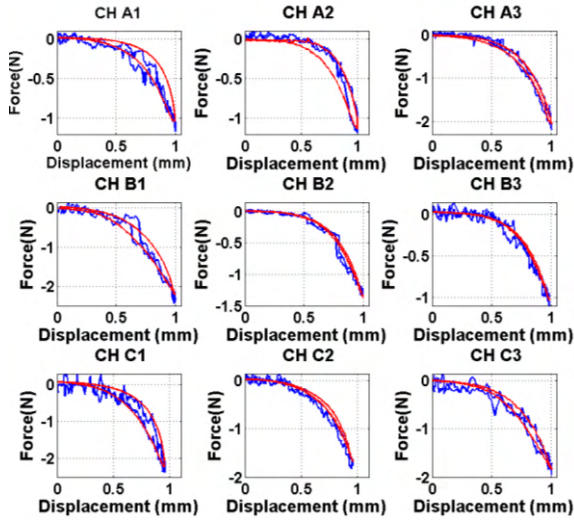 CH A1 CH A2 CH A3
Force(N) Force(N) Force(N)
0 -0.5 -1
0 -0.5 -1
0 -1 -2
0 0.5 1 0 0.5 1 0 0.5 1
Displacement (mm) Displacement (mm) Displacement (mm)
CH B1 CH B2 CH B3
Force(N) Force(N) Force(N)
0 -1 -2
0 -0.5 -1 -1.5
0 -0.5 -1
0 0.5 1 0 0.5 1 0 0.5 1
Displacement (mm) Displacement (mm) Displacement (mm)
CH C1 CH C2 CH C3
Force(N) Force(N) Force(N)
0 -1 -2
0 -1 -2
0 -1 -2
0 0.5 1 0 0.5 1 0 0.5 1
Displacement (mm) Displacement (mm) Displacement (mm)